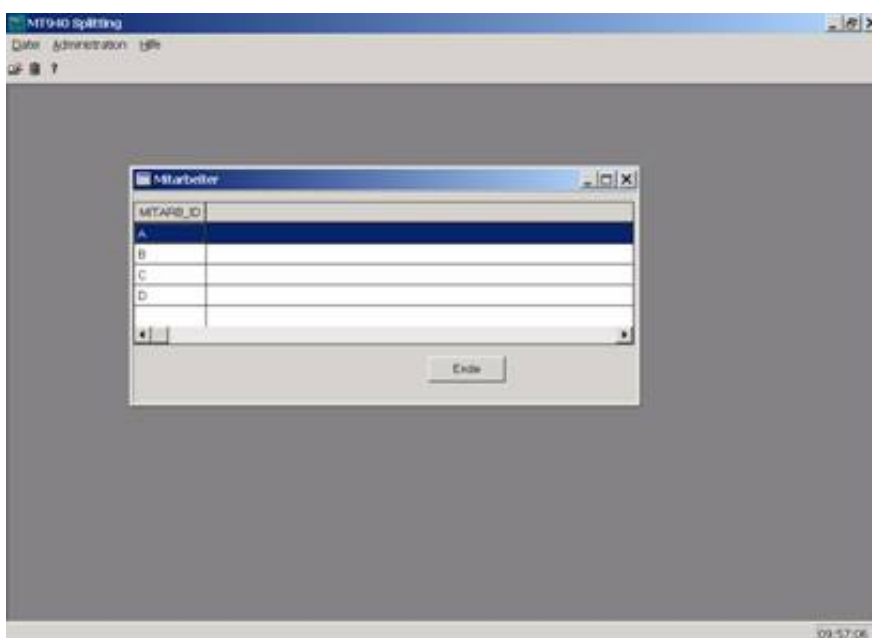 MT940 Splitting
Datei Administration Hilfe
?
Mitarbeiter
MITARB_ID
A
B
C
D
Ende
09:57:06